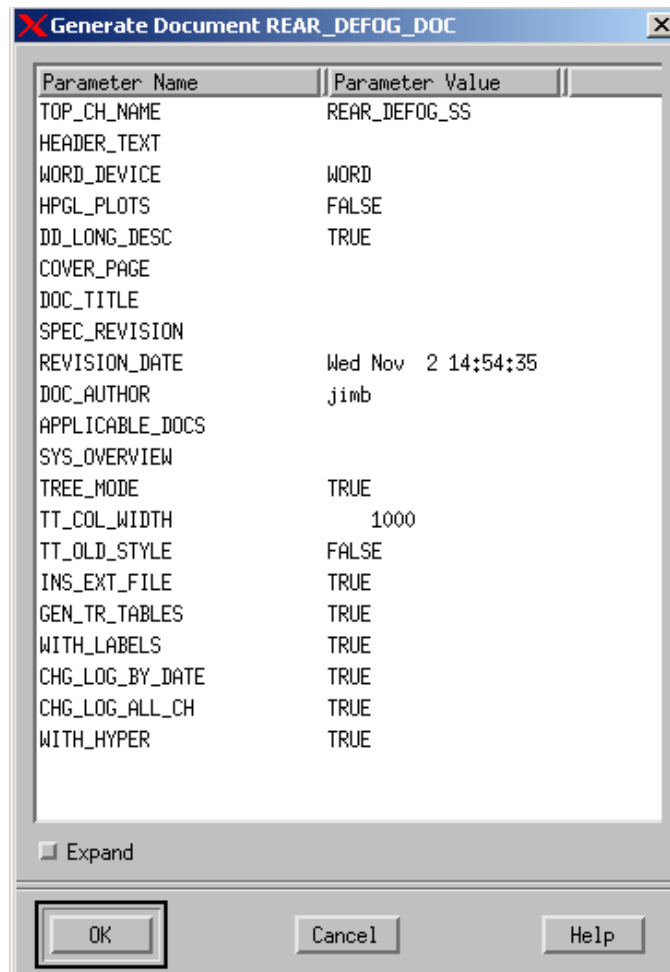 Generate Document REAR_DEFOG_DOC
Parameter Name Parameter Value
TOP_CH_NAME REAR_DEFOG_SS
HEADER_TEXT
WORD_DEVICE WORD
HPGL_PLOTS FALSE
DD_LONG_DESC TRUE
COVER_PAGE
DOC_TITLE
SPEC_REVISION
REVISION_DATE Wed Nov  2 14:54:35
DOC_AUTHOR jimb
APPLICABLE_DOCS
SYS_OVERVIEW
TREE_MODE TRUE
TT_COL_WIDTH 1000
TT_OLD_STYLE FALSE
INS_EXT_FILE TRUE
GEN_TR_TABLES TRUE
WITH_LABELS TRUE
CHG_LOG_BY_DATE TRUE
CHG_LOG_ALL_CH TRUE
WITH_HYPER TRUE
Expand
OK Cancel Help